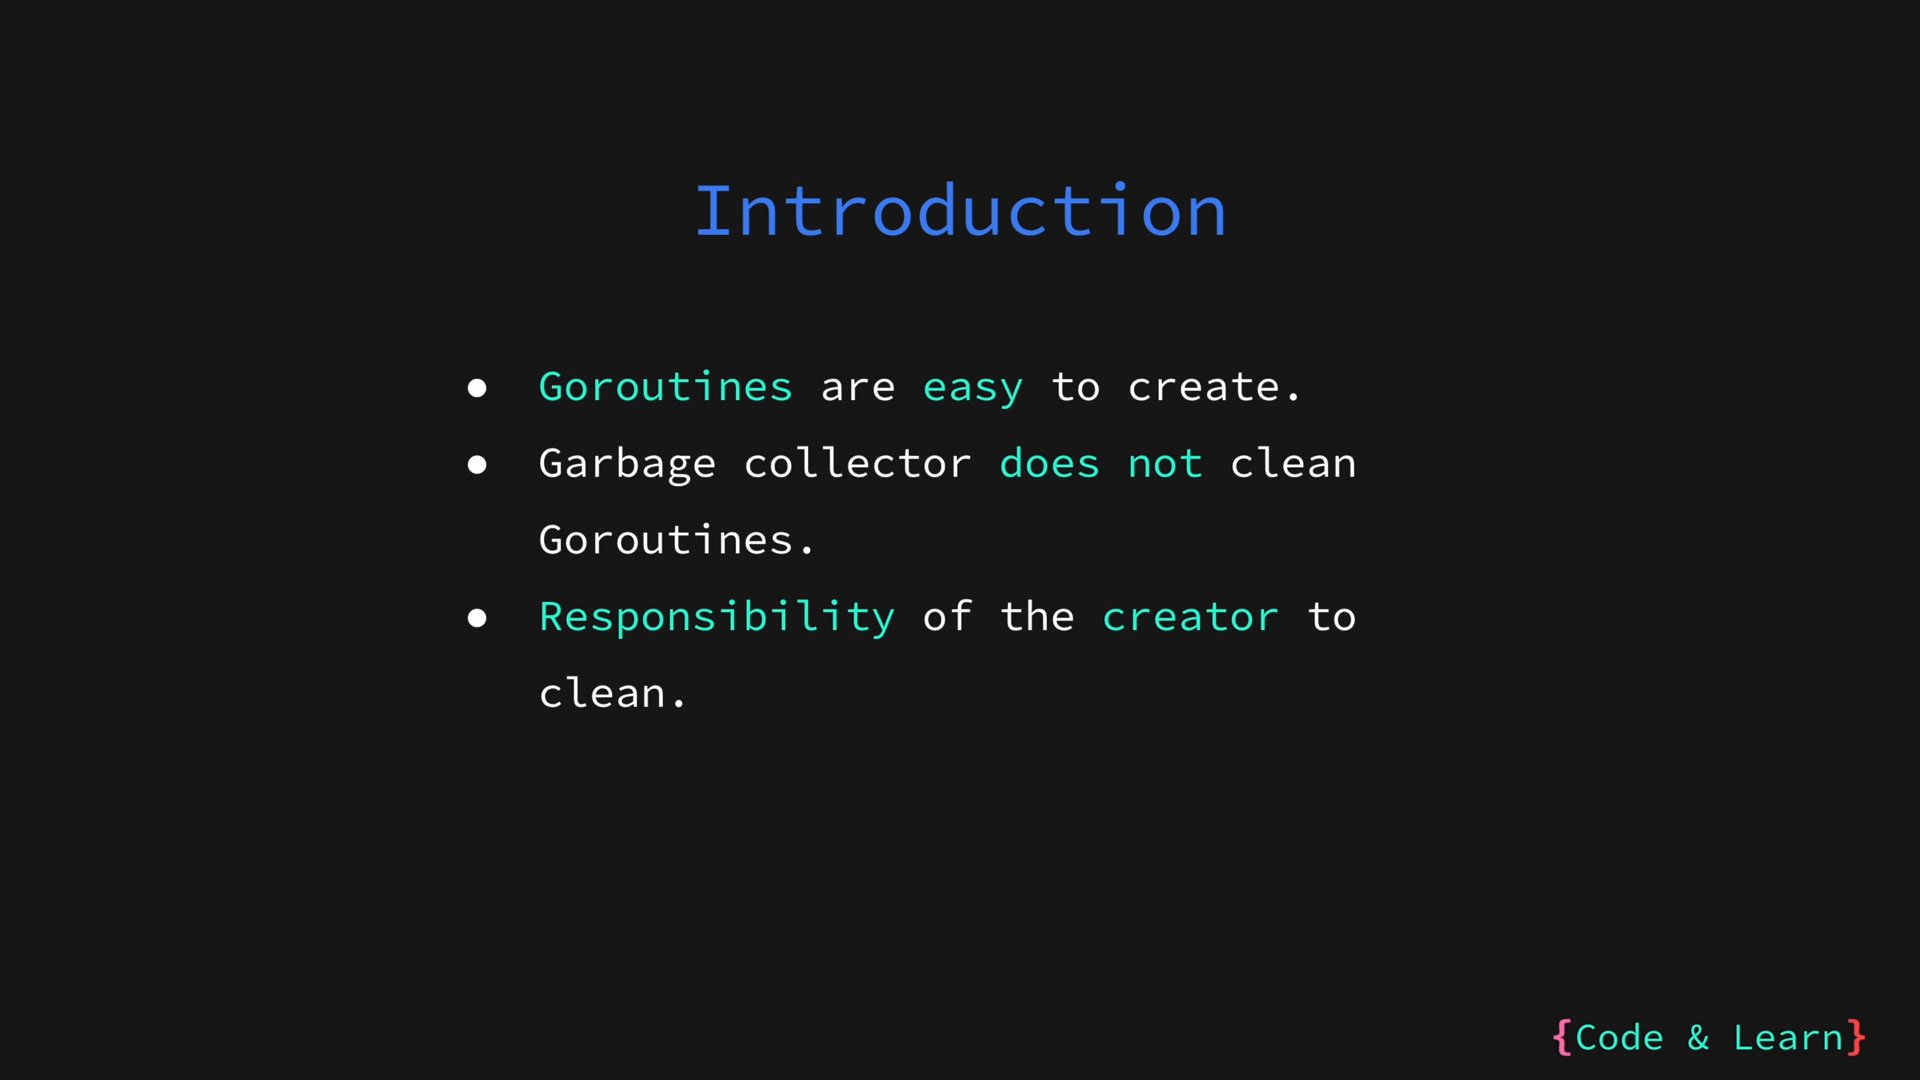 Introduction
● Goroutines are easy to create.
● Garbage collector does not clean
Goroutines.
● Responsibility of the creator to
clean.
{Code & Learn}